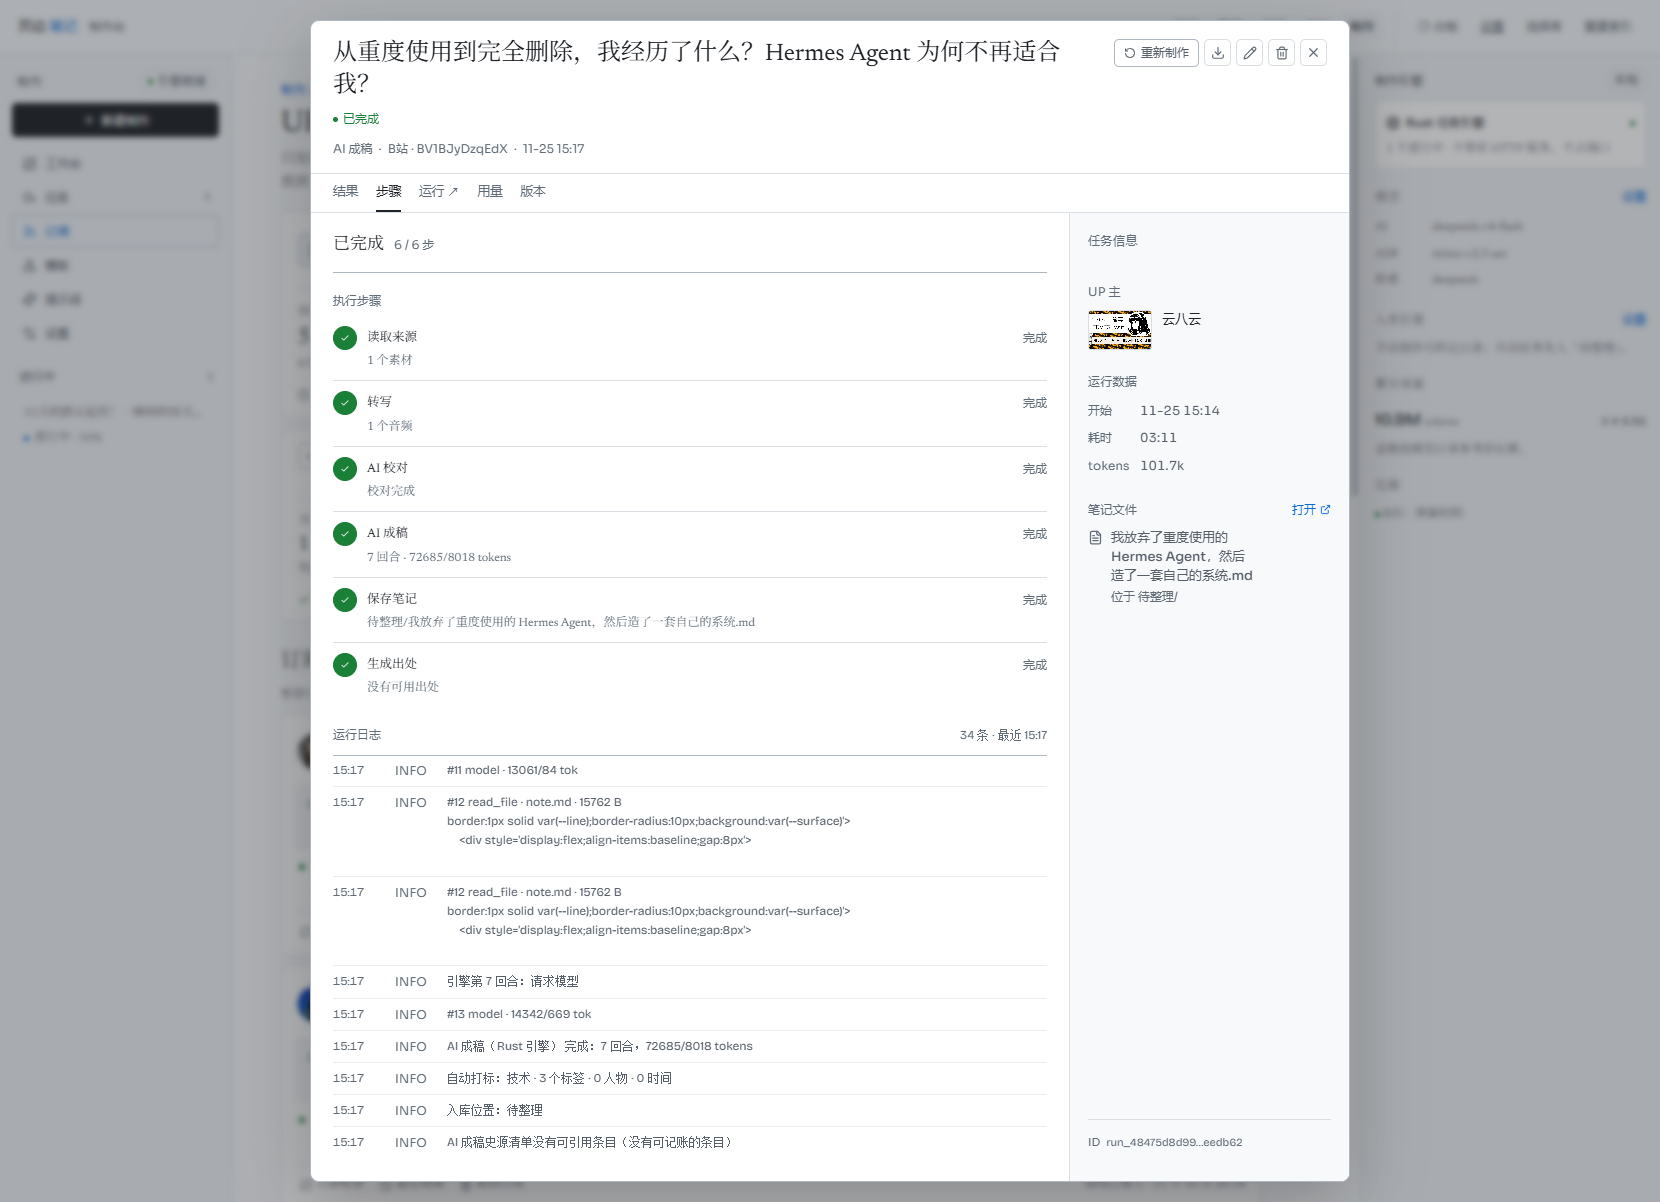 从重度使用到完全删除，我经历了什么？Hermes Agent 为何不再适合
我？
重新制作
已完成
AI 成稿 · B站 · BV1BJyDzqEdX · 11-25 15:17
结果 步骤 运行 ↗ 用量 版本
已完成 6 / 6 步
执行步骤
读取来源 完成
1 个素材
转写 完成
1 个音频
AI 校对 完成
校对完成
AI 成稿 完成
7 回合 · 72685/8018 tokens
保存笔记 完成
待整理/我放弃了重度使用的 Hermes Agent，然后造了一套自己的系统.md
生成出处 完成
没有可用出处
运行日志 34 条 · 最近 15:17
15:17 INFO #11 model · 13061/84 tok
15:17 INFO #12 read_file · note.md · 15762 B
border:1px solid var(--line);border-radius:10px;background:var(--surface)'>
<div style='display:flex;align-items:baseline;gap:8px'>
15:17 INFO #12 read_file · note.md · 15762 B
border:1px solid var(--line);border-radius:10px;background:var(--surface)'>
<div style='display:flex;align-items:baseline;gap:8px'>
15:17 INFO 引擎第 7 回合：请求模型
15:17 INFO #13 model · 14342/669 tok
15:17 INFO AI 成稿（Rust 引擎） 完成：7 回合，72685/8018 tokens
15:17 INFO 自动打标：技术 · 3 个标签 · 0 人物 · 0 时间
15:17 INFO 入库位置：待整理
15:17 INFO AI 成稿史源清单没有可引用条目（没有可记账的条目）
任务信息
UP 主
云八云
运行数据
开始 11-25 15:14
耗时 03:11
tokens 101.7k
笔记文件 打开
我放弃了重度使用的
Hermes Agent，然后
造了一套自己的系统.md
位于 待整理/
ID run_48475d8d99...eedb62